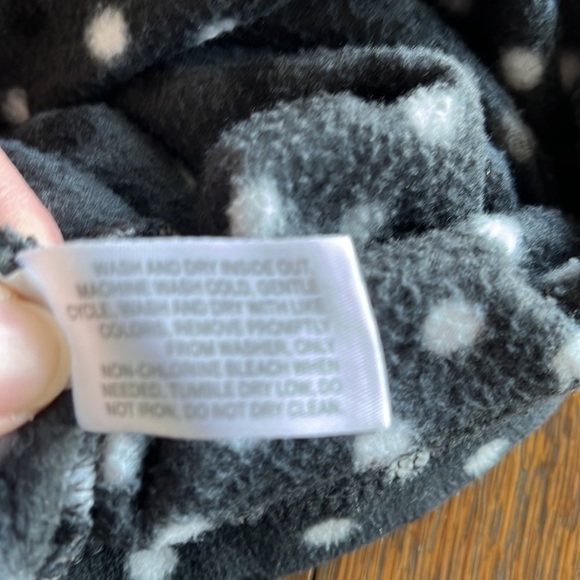 WASH AND DRY INSIDE OUT.
MACHINE WASH COLD, GENTLE
CYCLE. WASH AND DRY WITH LIKE
COLORS. REMOVE PROMPTLY
FROM WASHER. ONLY
NON-CHLORINE BLEACH WHEN
NEEDED. TUMBLE DRY LOW. DO
NOT IRON. DO NOT DRY CLEAN.